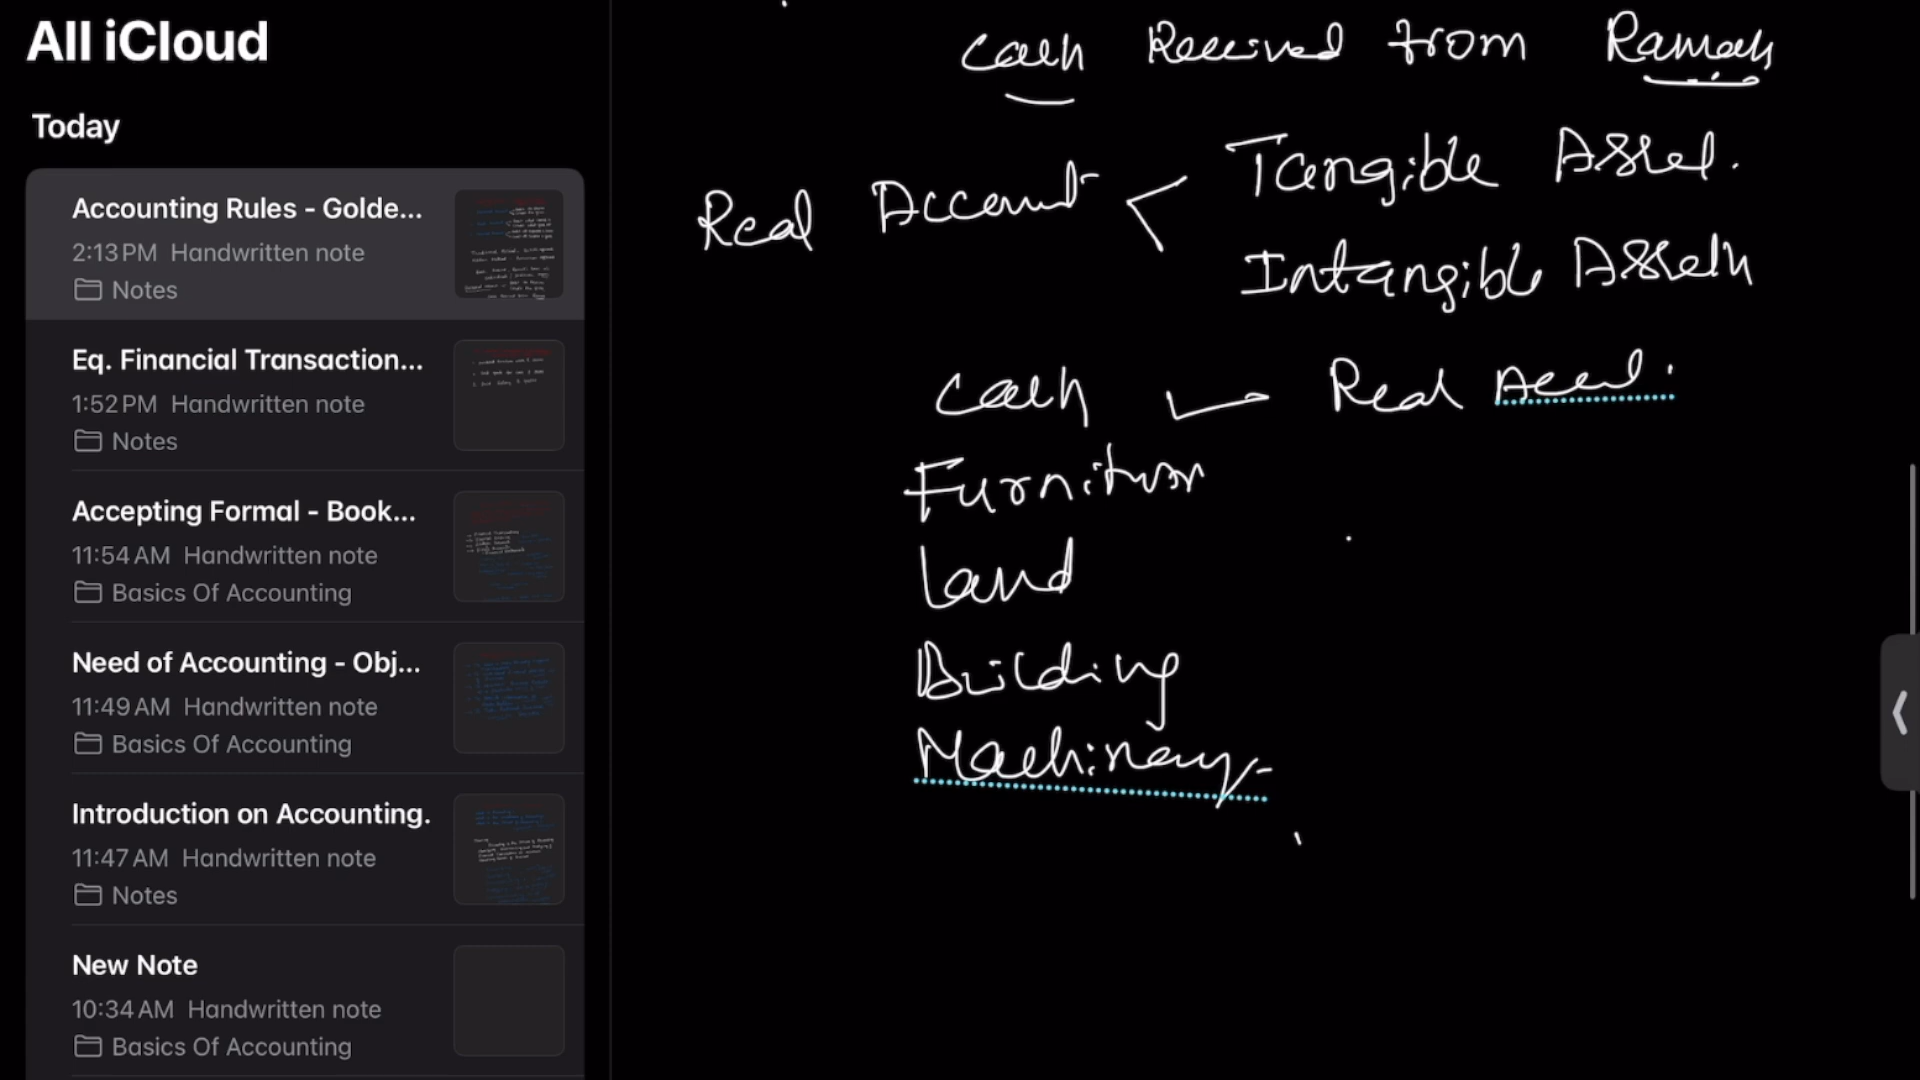 All iCloud
Today
Accounting Rules - Golde...
2:13 PM Handwritten note
Notes
Eq. Financial Transaction...
1:52 PM Handwritten note
Notes
Accepting Formal - Book...
11:54 AM Handwritten note
Basics Of Accounting
Need of Accounting - Obj...
11:49 AM Handwritten note
Basics Of Accounting
Introduction on Accounting.
11:47 AM Handwritten note
Notes
New Note
10:34 AM Handwritten note
Basics Of Accounting
Cash Received from Ramesh
Real Account < Tangible Asset.
Intangible Assets
Cash Real Acct.
Furniture
Land
Building
Machinery